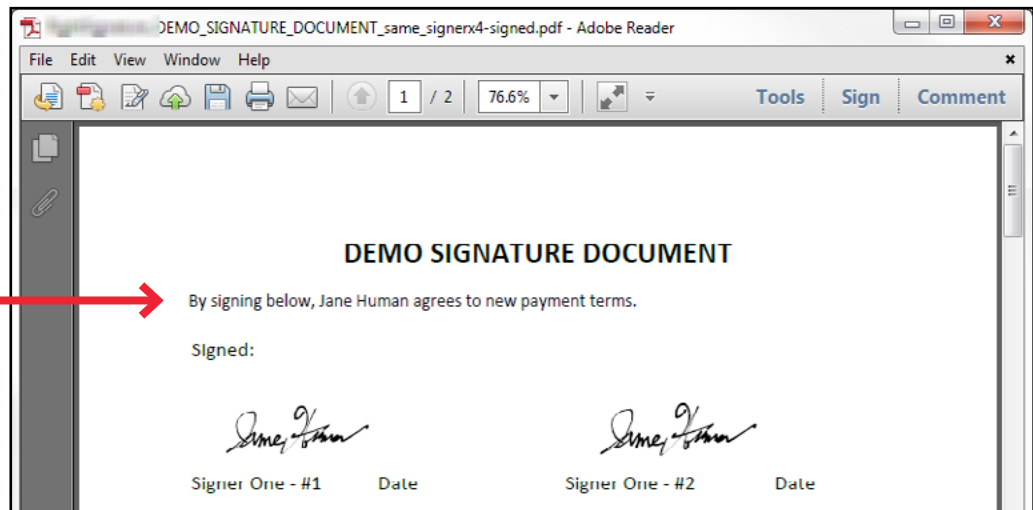 DEMO_SIGNATURE_DOCUMENT_same_signerx4-signed.pdf - Adobe Reader
File Edit View Window Help
1 / 2 76.6% Tools Sign Comment
DEMO SIGNATURE DOCUMENT
By signing below, Jane Human agrees to new payment terms.
Signed:
Signer One - #1 Date Signer One - #2 Date